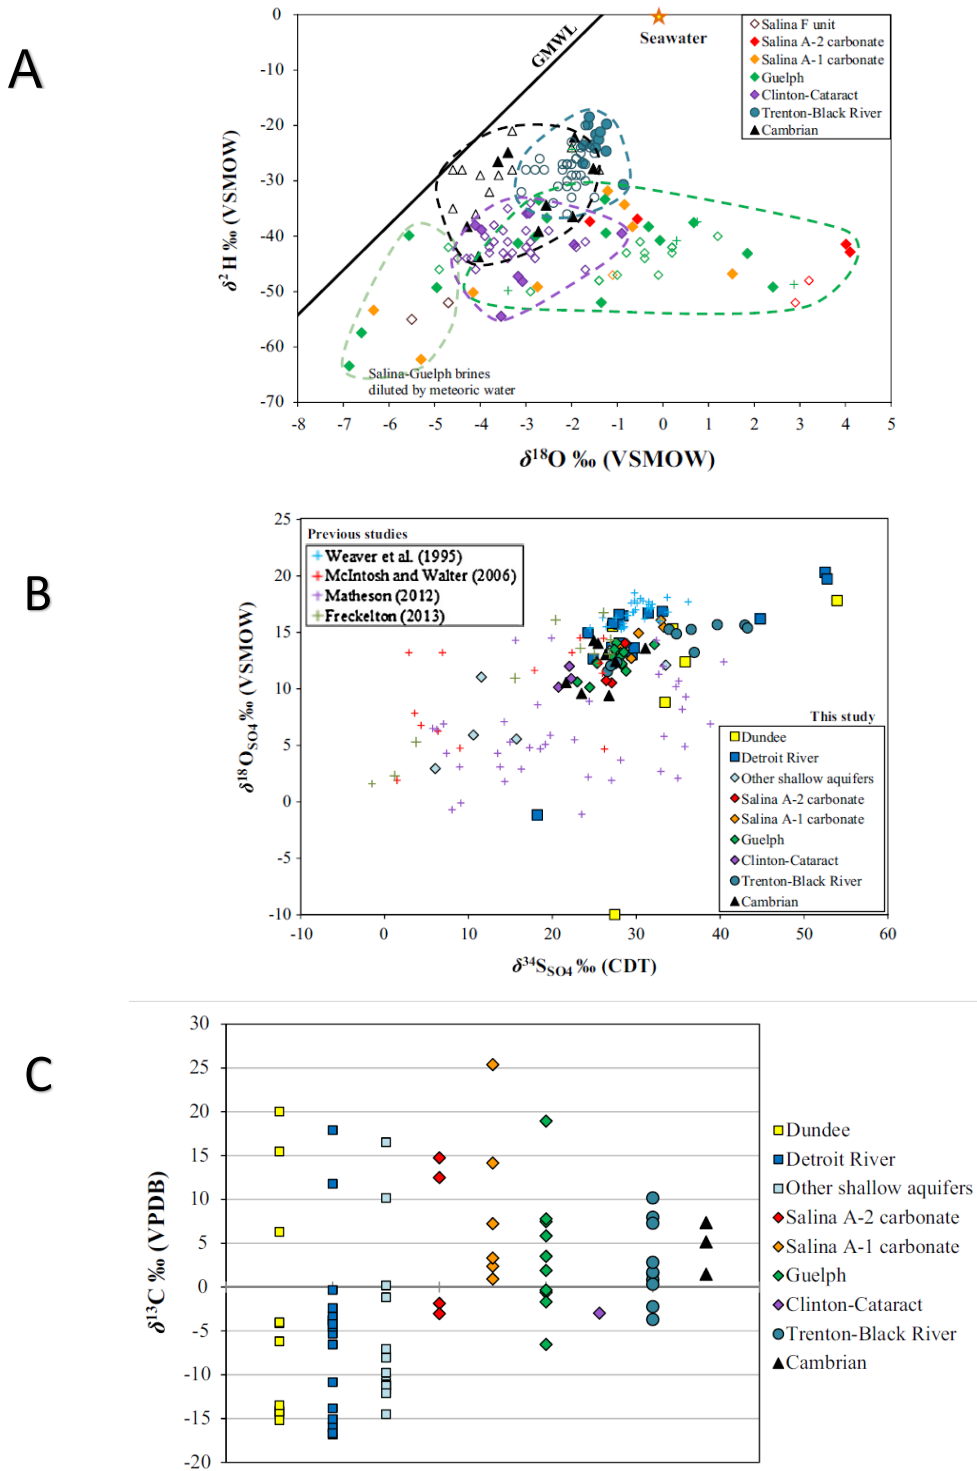 A
0
-10
-20
-30
-40
-50
-60
-70
δ² H ‰ (VSMOW)
GMWL
Seawater
Salina F unit
Salina A-2 carbonate
Salina A-1 carbonate
Guelph
Clinton-Cataract
Trenton-Black River
Cambrian
Salina-Guelph brines
diluted by meteoric water
-8 -7 -6 -5 -4 -3 -2 -1 0 1 2 3 4 5
δ¹⁸O ‰ (VSMOW)
B
25
20
15
10
5
0
-5
-10
δ¹⁸O_SO4 ‰ (VSMOW)
Previous studies
Weaver et al. (1995)
McIntosh and Walter (2006)
Matheson (2012)
Freckelton (2013)
This study
Dundee
Detroit River
Other shallow aquifers
Salina A-2 carbonate
Salina A-1 carbonate
Guelph
Clinton-Cataract
Trenton-Black River
Cambrian
-10 0 10 20 30 40 50 60
δ³⁴S_SO4 ‰ (CDT)
C
30
25
20
15
10
5
0
-5
-10
-15
-20
δ¹³C ‰ (VPDB)
Dundee
Detroit River
Other shallow aquifers
Salina A-2 carbonate
Salina A-1 carbonate
Guelph
Clinton-Cataract
Trenton-Black River
Cambrian